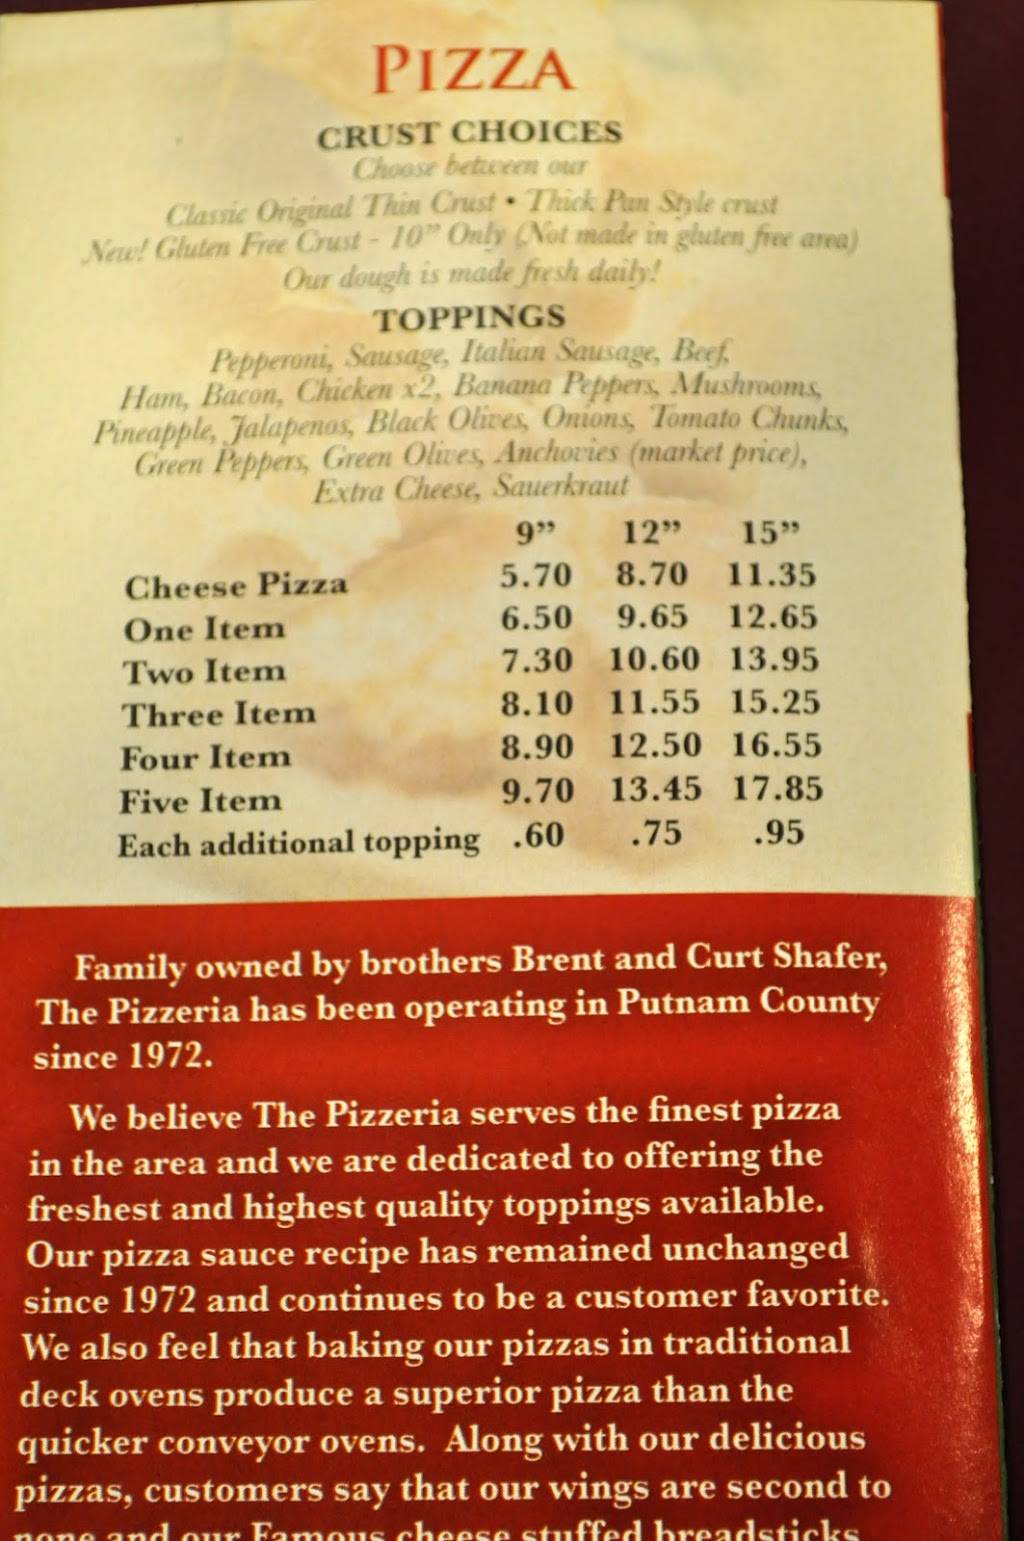 PIZZA
CRUST CHOICES
Choose between our
Classic Original Thin Crust • Thick Pan Style crust
New! Gluten Free Crust - 10” Only (Not made in gluten free area)
Our dough is made fresh daily!
TOPPINGS
Pepperoni, Sausage, Italian Sausage, Beef,
Ham, Bacon, Chicken x2, Banana Peppers, Mushrooms,
Pineapple, Jalapenos, Black Olives, Onions, Tomato Chunks,
Green Peppers, Green Olives, Anchovies (market price),
Extra Cheese, Sauerkraut
9” 12” 15”
Cheese Pizza 5.70 8.70 11.35
One Item 6.50 9.65 12.65
Two Item 7.30 10.60 13.95
Three Item 8.10 11.55 15.25
Four Item 8.90 12.50 16.55
Five Item 9.70 13.45 17.85
Each additional topping .60 .75 .95
Family owned by brothers Brent and Curt Shafer,
The Pizzeria has been operating in Putnam County
since 1972.
We believe The Pizzeria serves the finest pizza
in the area and we are dedicated to offering the
freshest and highest quality toppings available.
Our pizza sauce recipe has remained unchanged
since 1972 and continues to be a customer favorite.
We also feel that baking our pizzas in traditional
deck ovens produce a superior pizza than the
quicker conveyor ovens. Along with our delicious
pizzas, customers say that our wings are second to
none and our Famous cheese stuffed breadsticks